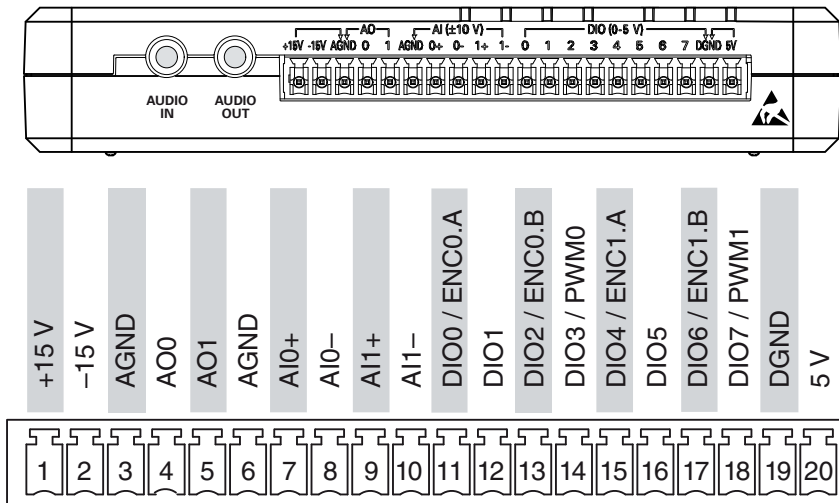 AO AI (±10 V) DIO (0-5 V)
+15V -15V AGND 0 1 AGND 0+ 0- 1+ 1- 0 1 2 3 4 5 6 7 DGND 5V
AUDIO IN
AUDIO OUT
+15 V
–15 V
AGND
AO0
AO1
AGND
AI0+
AI0–
AI1+
AI1–
DIO0 / ENC0.A
DIO1
DIO2 / ENC0.B
DIO3 / PWM0
DIO4 / ENC1.A
DIO5
DIO6 / ENC1.B
DIO7 / PWM1
DGND
5 V
1 2 3 4 5 6 7 8 9 10 11 12 13 14 15 16 17 18 19 20